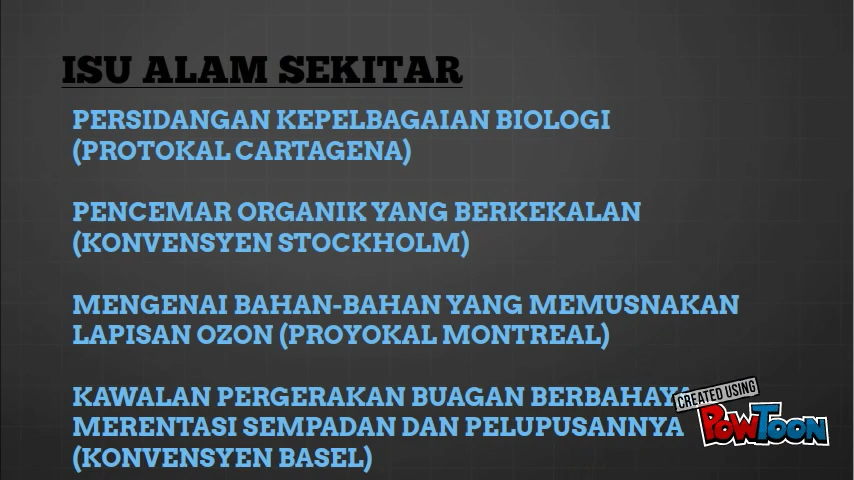 ISU ALAM SEKITAR
PERSIDANGAN KEPELBAGAIAN BIOLOGI
(PROTOKAL CARTAGENA)
PENCEMAR ORGANIK YANG BERKEKALAN
(KONVENSYEN STOCKHOLM)
MENGENAI BAHAN-BAHAN YANG MEMUSNAKAN
LAPISAN OZON (PROYOKAL MONTREAL)
KAWALAN PERGERAKAN BUAGAN BERBAHAYA
MERENTASI SEMPADAN DAN PELUPUSANNYA
(KONVENSYEN BASEL)
CREATED USING
POWTOON